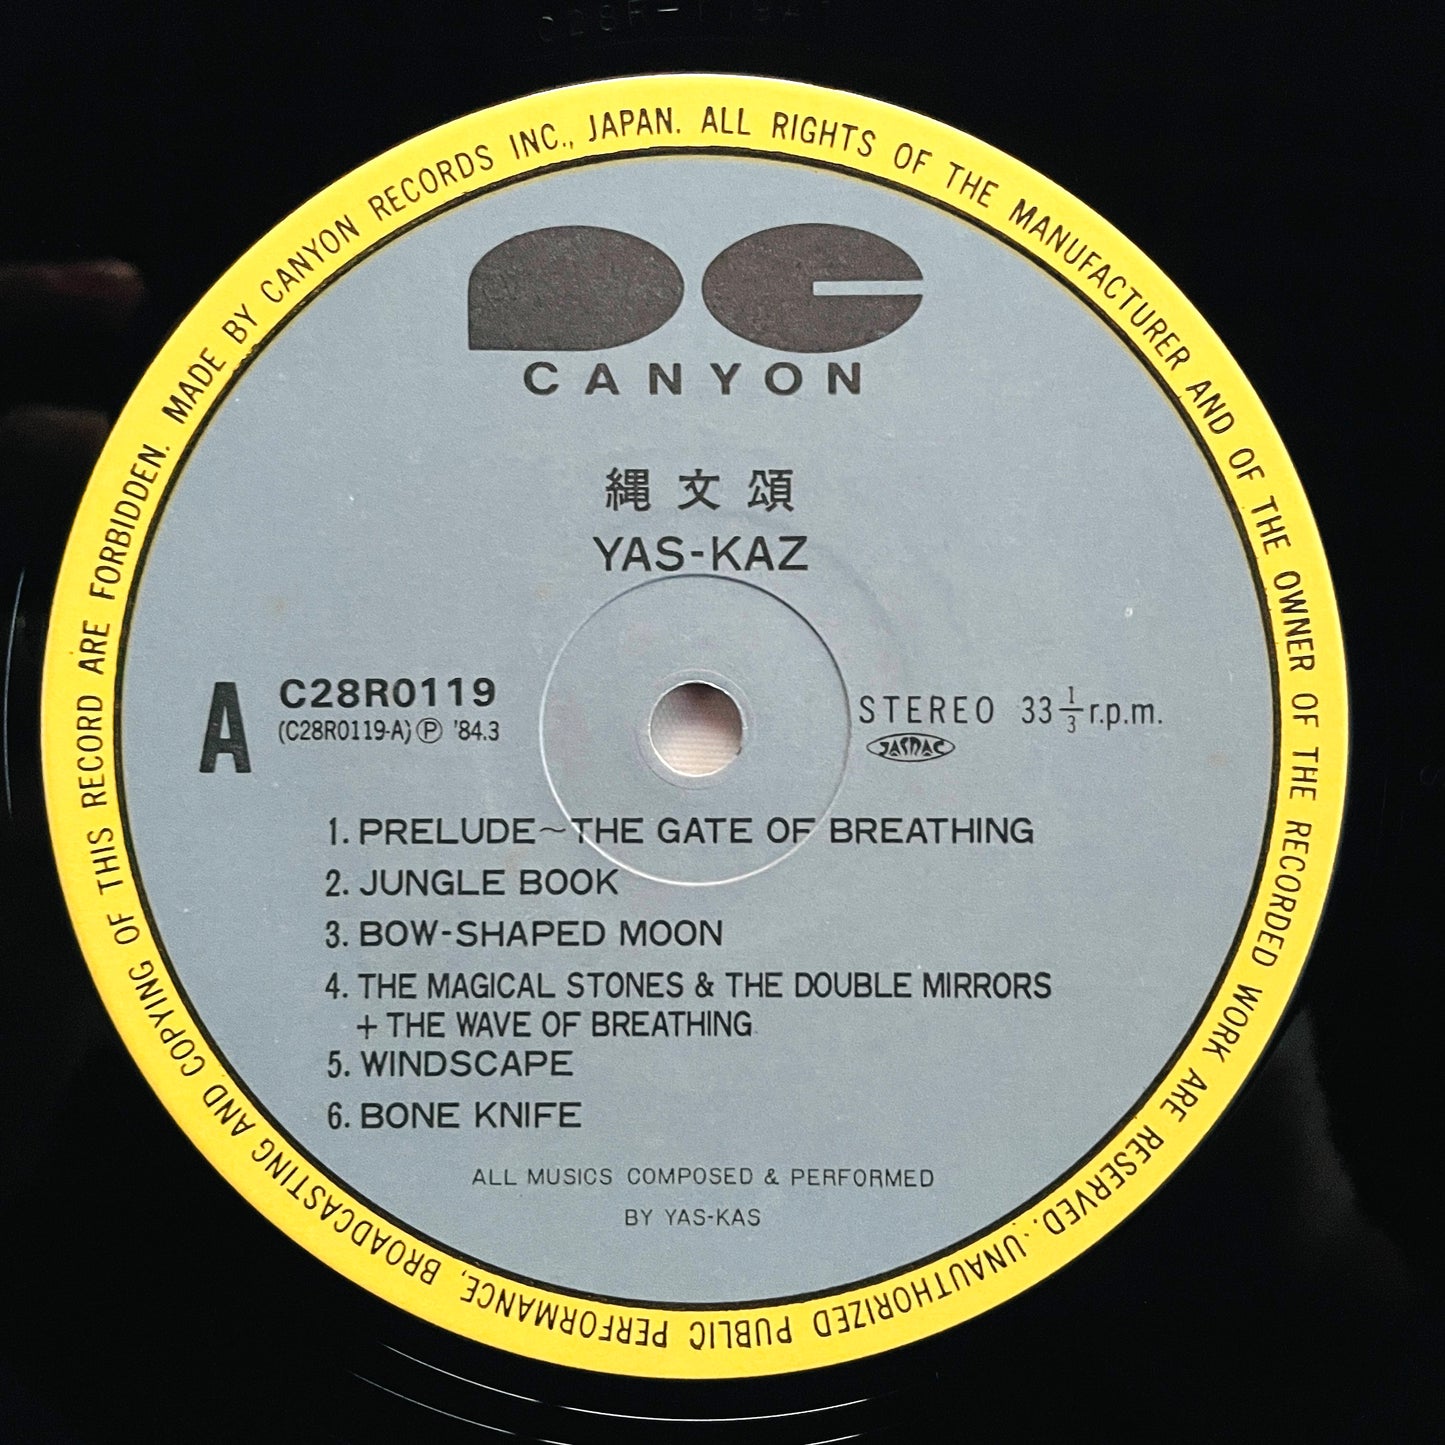 MADE BY CANYON RECORDS INC., JAPAN. ALL RIGHTS OF THE MANUFACTURER AND OF THE OWNER OF THE RECORDED WORK ARE RESERVED. UNAUTHORIZED PUBLIC PERFORMANCE, BROADCASTING AND COPYING OF THIS RECORD ARE FORBIDDEN.
CANYON
縄文頌
YAS-KAZ
A
C28R0119
(C28R0119-A) Ⓟ '84.3
STEREO 33 1/3 r.p.m.
JASRAC
1. PRELUDE~THE GATE OF BREATHING
2. JUNGLE BOOK
3. BOW-SHAPED MOON
4. THE MAGICAL STONES & THE DOUBLE MIRRORS
+ THE WAVE OF BREATHING
5. WINDSCAPE
6. BONE KNIFE
ALL MUSICS COMPOSED & PERFORMED
BY YAS-KAS